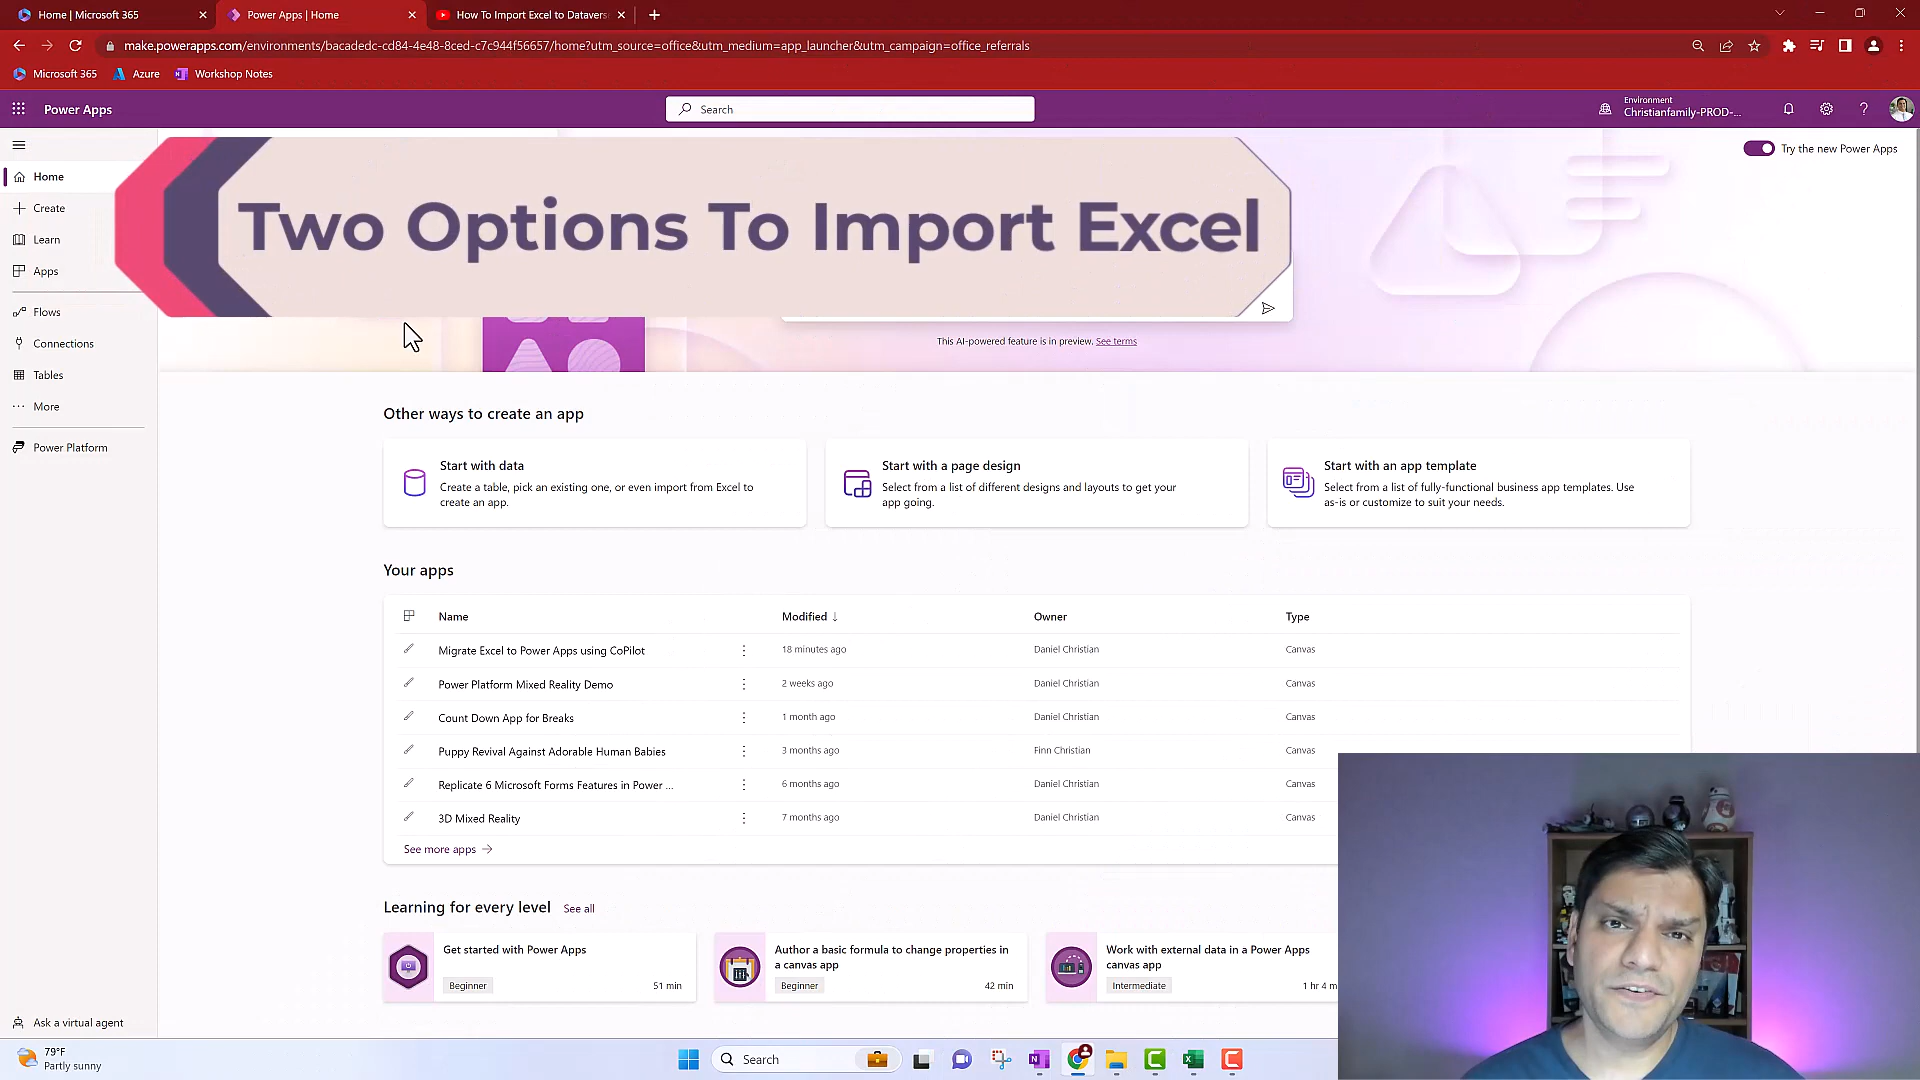 Home | Microsoft 365
Power Apps | Home
How To Import Excel to Datavers
make.powerapps.com/environments/bacadedc-cd84-4e48-8ced-c7c944f56657/home?utm_source=office&utm_medium=app_launcher&utm_campaign=office_referrals
Microsoft 365
Azure
Workshop Notes
Power Apps
Search
Environment
Christianfamily-PROD-...
Try the new Power Apps
Two Options To Import Excel
Home
Create
Learn
Apps
Flows
Connections
Tables
More
Power Platform
Ask a virtual agent
This AI-powered feature is in preview. See terms
Other ways to create an app
Start with data
Create a table, pick an existing one, or even import from Excel to
create an app.
Start with a page design
Select from a list of different designs and layouts to get your
app going.
Start with an app template
Select from a list of fully-functional business app templates. Use
as-is or customize to suit your needs.
Your apps
Name Modified ↓ Owner Type
Migrate Excel to Power Apps using CoPilot 18 minutes ago Daniel Christian Canvas
Power Platform Mixed Reality Demo 2 weeks ago Daniel Christian Canvas
Count Down App for Breaks 1 month ago Daniel Christian Canvas
Puppy Revival Against Adorable Human Babies 3 months ago Finn Christian Canvas
Replicate 6 Microsoft Forms Features in Power ... 6 months ago Daniel Christian Canvas
3D Mixed Reality 7 months ago Daniel Christian Canvas
See more apps →
Learning for every level See all
Get started with Power Apps
Beginner 51 min
Author a basic formula to change properties in
a canvas app
Beginner 42 min
Work with external data in a Power Apps
canvas app
Intermediate 1 hr 4 m
79°F
Partly sunny
Search